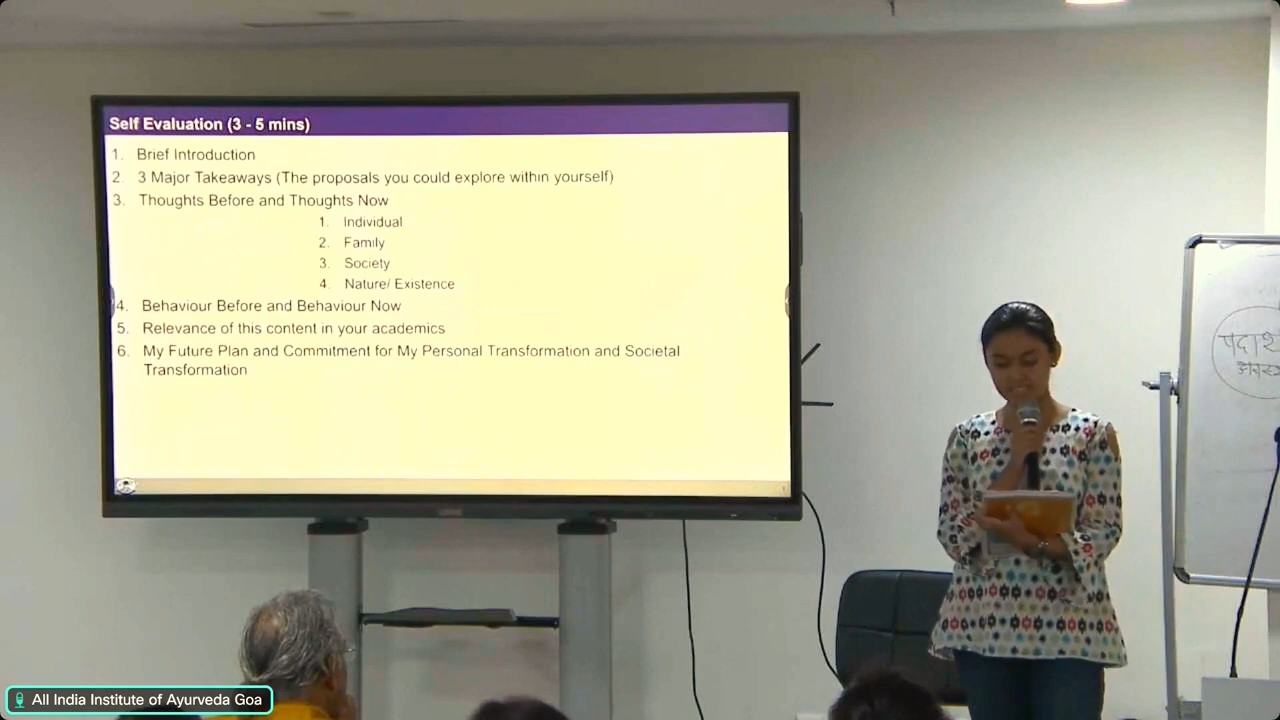 Self Evaluation (3 - 5 mins)
1. Brief Introduction
2. 3 Major Takeaways (The proposals you could explore within yourself)
3. Thoughts Before and Thoughts Now
1. Individual
2. Family
3. Society
4. Nature/ Existence
4. Behaviour Before and Behaviour Now
5. Relevance of this content in your academics
6. My Future Plan and Commitment for My Personal Transformation and Societal
Transformation
All India Institute of Ayurveda Goa